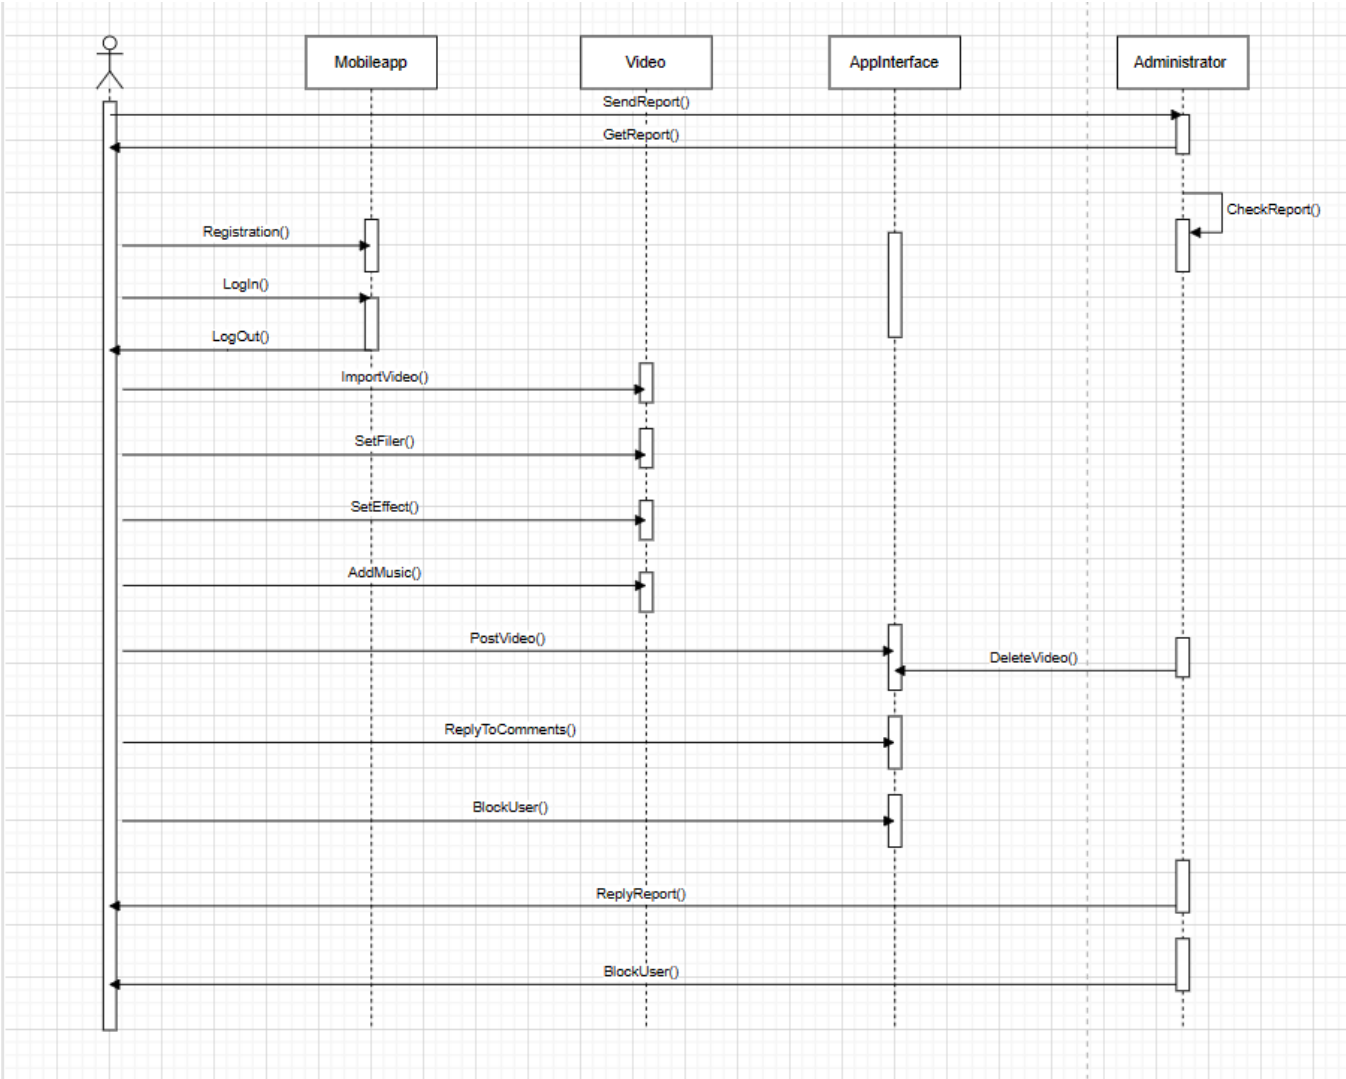 Mobileapp
Video
AppInterface
Administrator
SendReport()
GetReport()
CheckReport()
Registration()
LogIn()
LogOut()
ImportVideo()
SetFiler()
SetEffect()
AddMusic()
PostVideo()
DeleteVideo()
ReplyToComments()
BlockUser()
ReplyReport()
BlockUser()